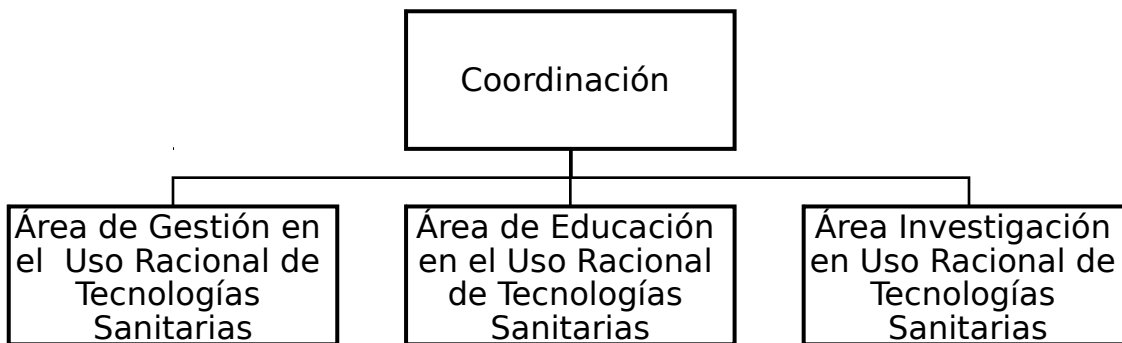 Coordinación
Área de Gestión en
el  Uso Racional de
Tecnologías
Sanitarias
Área de Educación
en el Uso Racional
de Tecnologías
Sanitarias
Área Investigación
en Uso Racional de
Tecnologías
Sanitarias